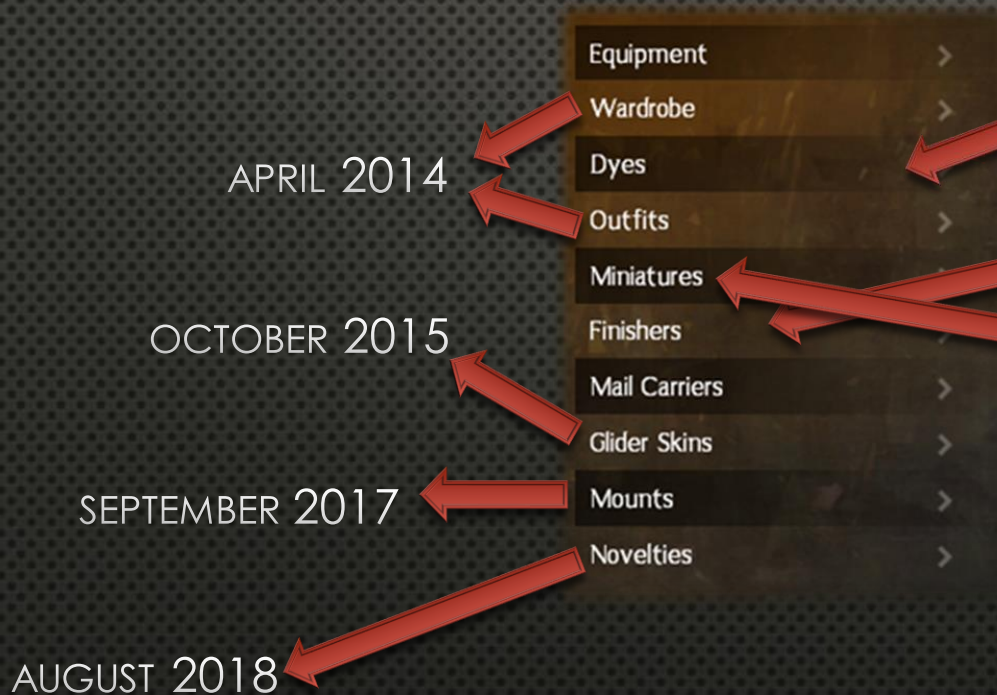 Equipment
Wardrobe
Dyes
Outfits
Miniatures
Finishers
Mail Carriers
Glider Skins
Mounts
Novelties
APRIL 2014
OCTOBER 2015
SEPTEMBER 2017
AUGUST 2018